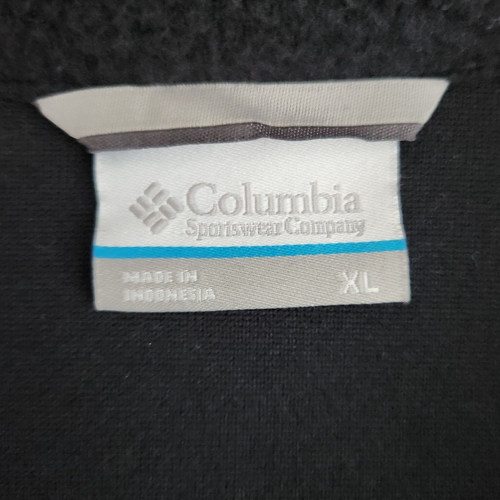 Columbia
Sportswear Company
MADE IN
INDONESIA
XL